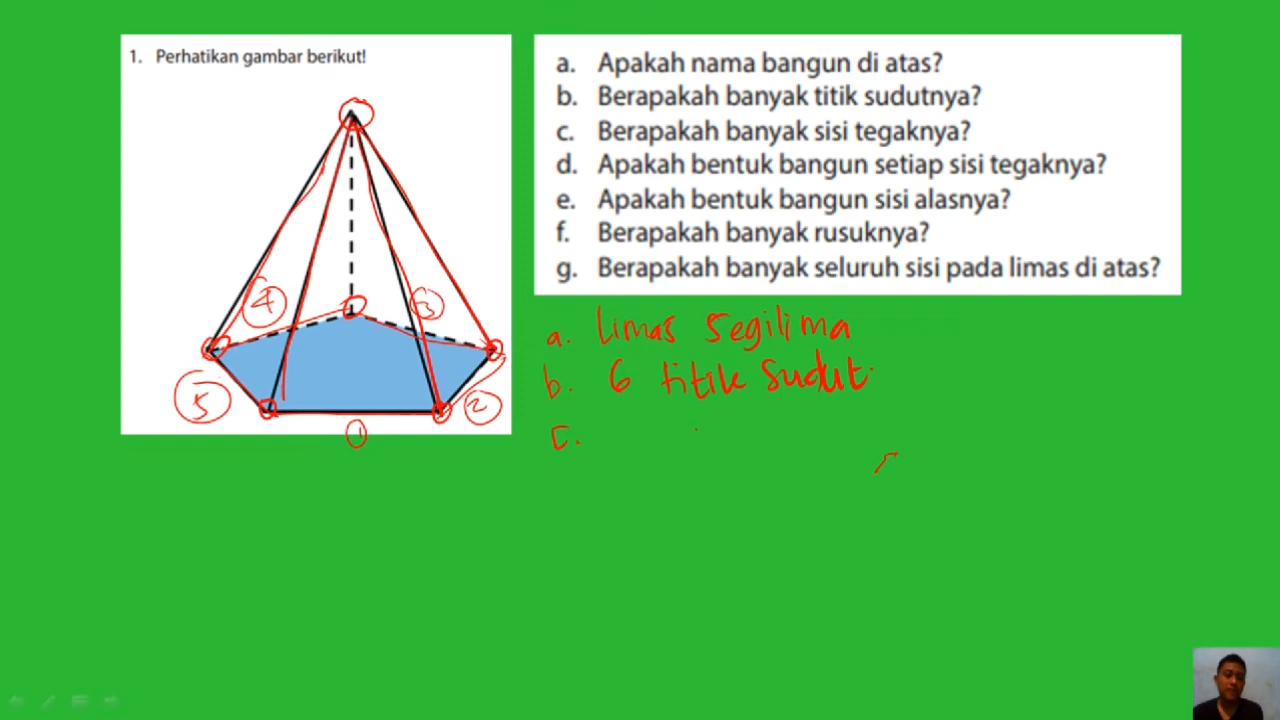 1. Perhatikan gambar berikut!
4
3
5
2
1
a. Apakah nama bangun di atas?
b. Berapakah banyak titik sudutnya?
c. Berapakah banyak sisi tegaknya?
d. Apakah bentuk bangun setiap sisi tegaknya?
e. Apakah bentuk bangun sisi alasnya?
f. Berapakah banyak rusuknya?
g. Berapakah banyak seluruh sisi pada limas di atas?
a. Limas Segilima
b. 6 titik Sudut.
c.